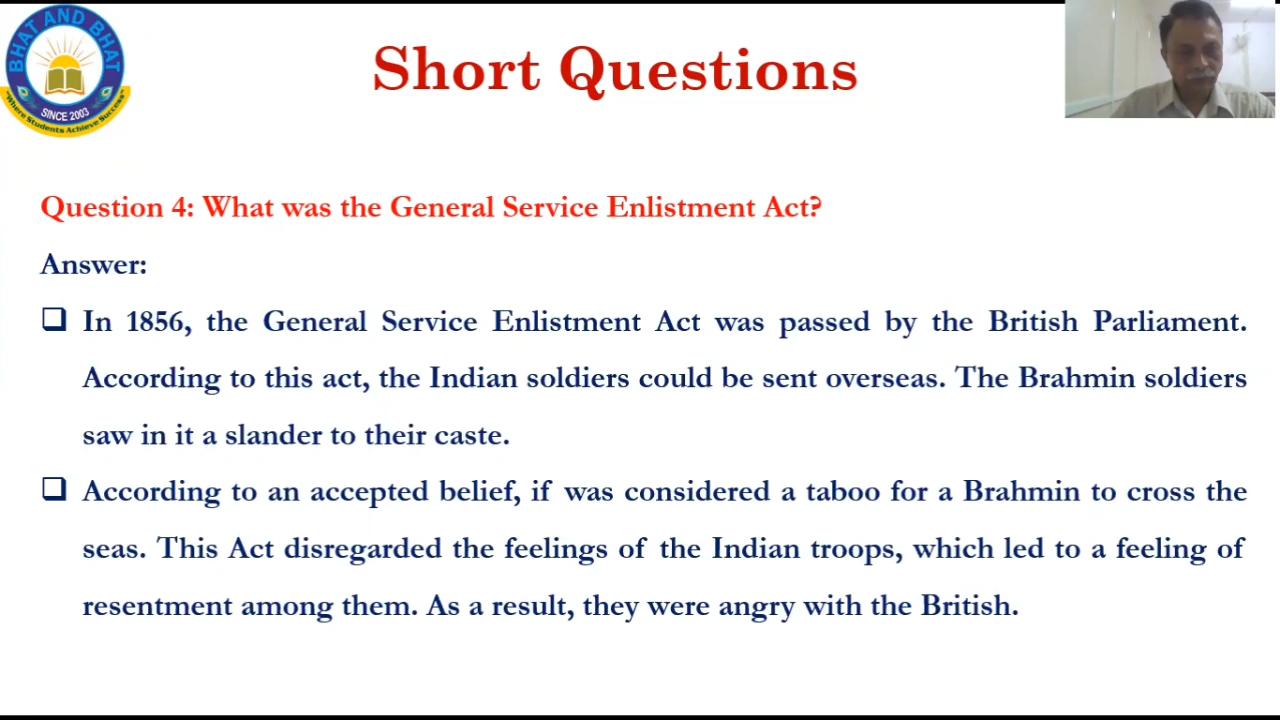 BHAT AND BHAT
SINCE 2003
"Where Students Achieve Success"
Short Questions
Question 4: What was the General Service Enlistment Act?
Answer:
In 1856, the General Service Enlistment Act was passed by the British Parliament.
According to this act, the Indian soldiers could be sent overseas. The Brahmin soldiers
saw in it a slander to their caste.
According to an accepted belief, if was considered a taboo for a Brahmin to cross the
seas. This Act disregarded the feelings of the Indian troops, which led to a feeling of
resentment among them. As a result, they were angry with the British.